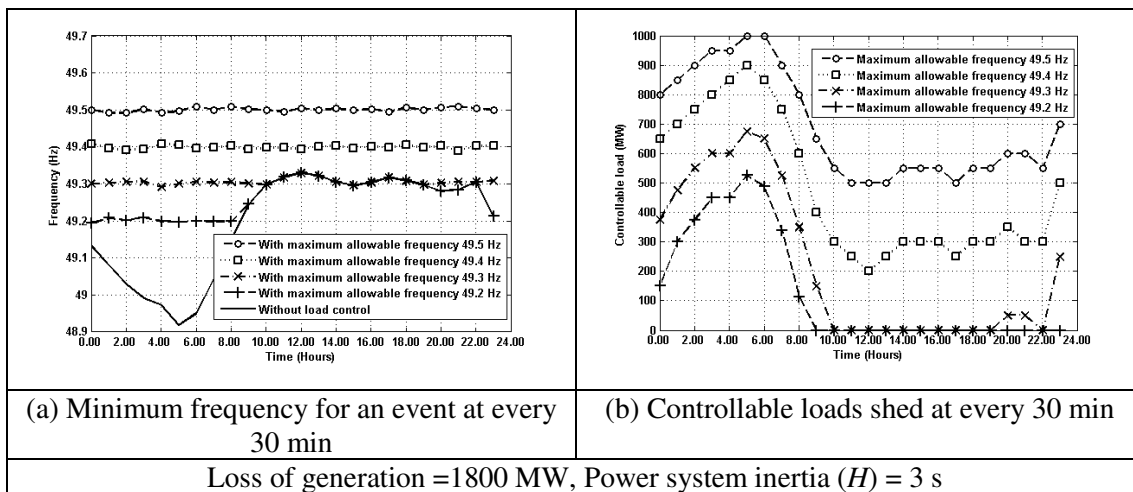 49.7
49.6
49.5
49.4
49.3
49.2
49.1
49
48.9
Frequency (Hz)
With maximum allowable frequency 49.5 Hz
With maximum allowable frequency 49.4 Hz
With maximum allowable frequency 49.3 Hz
With maximum allowable frequency 49.2 Hz
Without load control
0.00 2.00 4.00 6.00 8.00 10.00 12.00 14.00 16.00 18.00 20.00 22.00 24.00
Time (Hours)
1000
900
800
700
600
500
400
300
200
100
0
Controllable load (MW)
Maximum allowable frequency 49.5 Hz
Maximum allowable frequency 49.4 Hz
Maximum allowable frequency 49.3 Hz
Maximum allowable frequency 49.2 Hz
0.00 2.00 4.00 6.00 8.00 10.00 12.00 14.00 16.00 18.00 20.00 22.00 24.00
Time (Hours)
(a) Minimum frequency for an event at every
30 min
(b) Controllable loads shed at every 30 min
Loss of generation =1800 MW, Power system inertia (H) = 3 s